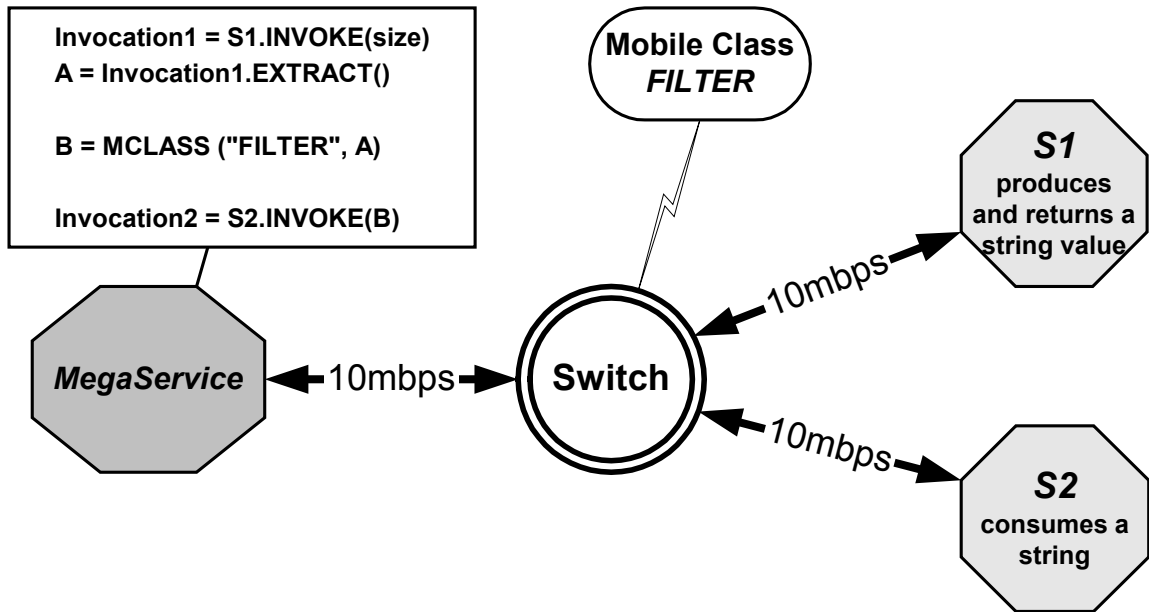 Invocation1 = S1.INVOKE(size)
A = Invocation1.EXTRACT()
B = MCLASS ("FILTER", A)
Invocation2 = S2.INVOKE(B)
Mobile Class
FILTER
S1
produces
and returns a
string value
10mbps
MegaService
10mbps
Switch
10mbps
S2
consumes a
string